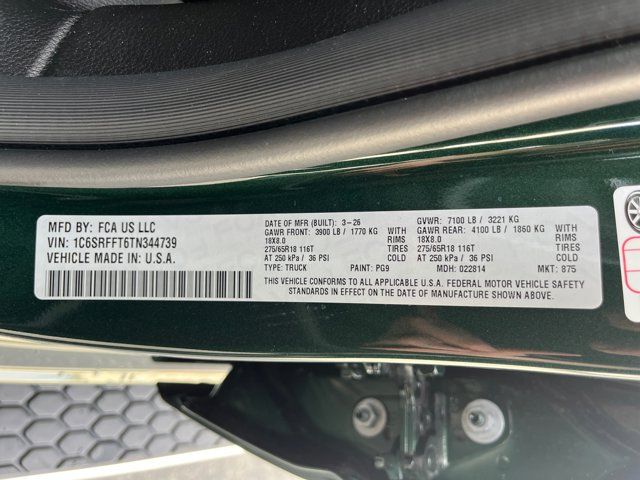 MFD BY: FCA US LLC
VIN: 1C6SRFFT6TN344739
VEHICLE MADE IN: U.S.A.
DATE OF MFR (BUILT): 3-26
GVWR: 7100 LB / 3221 KG
GAWR FRONT: 3900 LB / 1770 KG
GAWR REAR: 4100 LB / 1860 KG
18X8.0 RIMS
18X8.0 RIMS
275/65R18 116T TIRES
275/65R18 116T TIRES
AT 250 kPa / 36 PSI COLD
AT 250 kPa / 36 PSI COLD
TYPE: TRUCK PAINT: PG9 MDH: 022814 MKT: 875
THIS VEHICLE CONFORMS TO ALL APPLICABLE U.S.A. FEDERAL MOTOR VEHICLE SAFETY
STANDARDS IN EFFECT ON THE DATE OF MANUFACTURE SHOWN ABOVE.